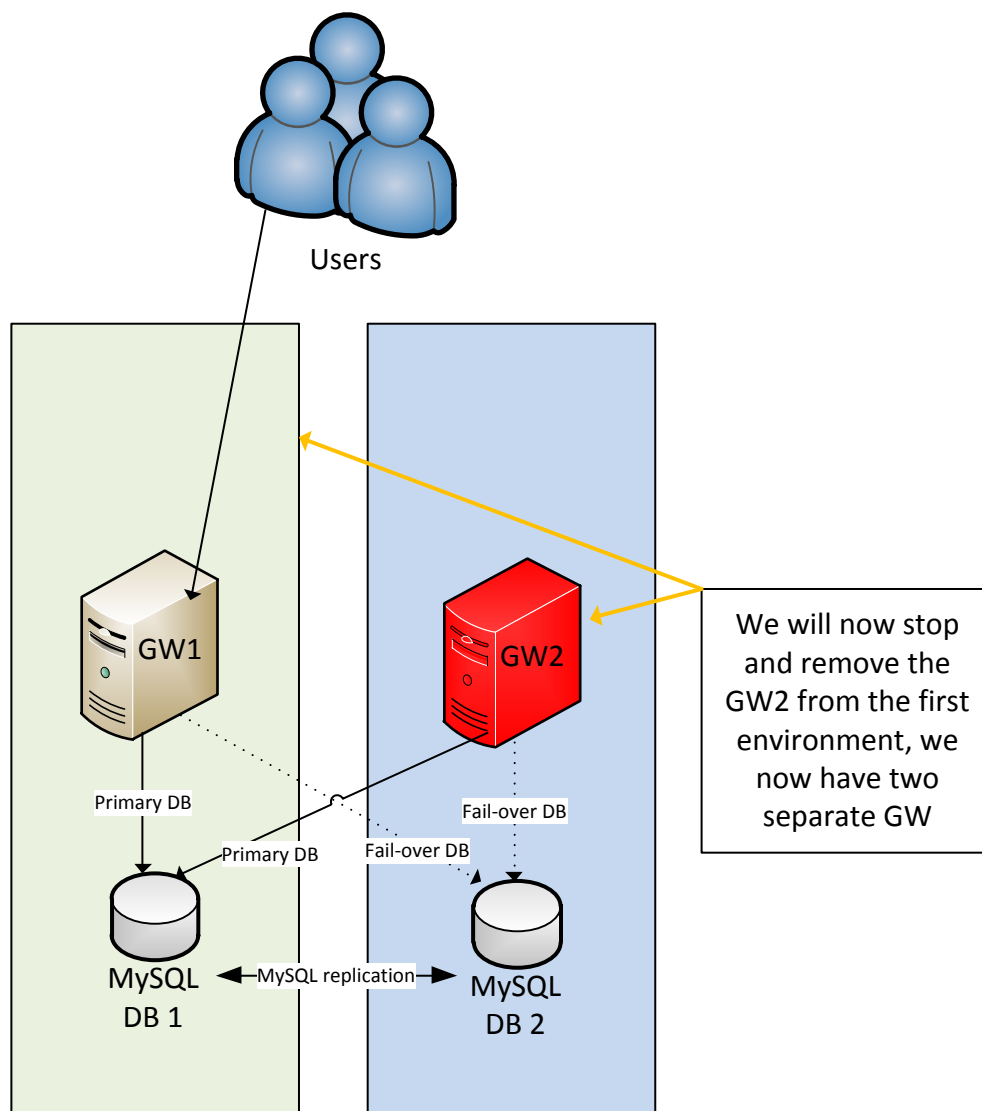 Users
GW1
GW2
We will now stop
and remove the
GW2 from the first
environment, we
now have two
separate GW
Primary DB
Fail-over DB
Primary DB
Fail-over DB
MySQL
DB 1
MySQL replication
MySQL
DB 2